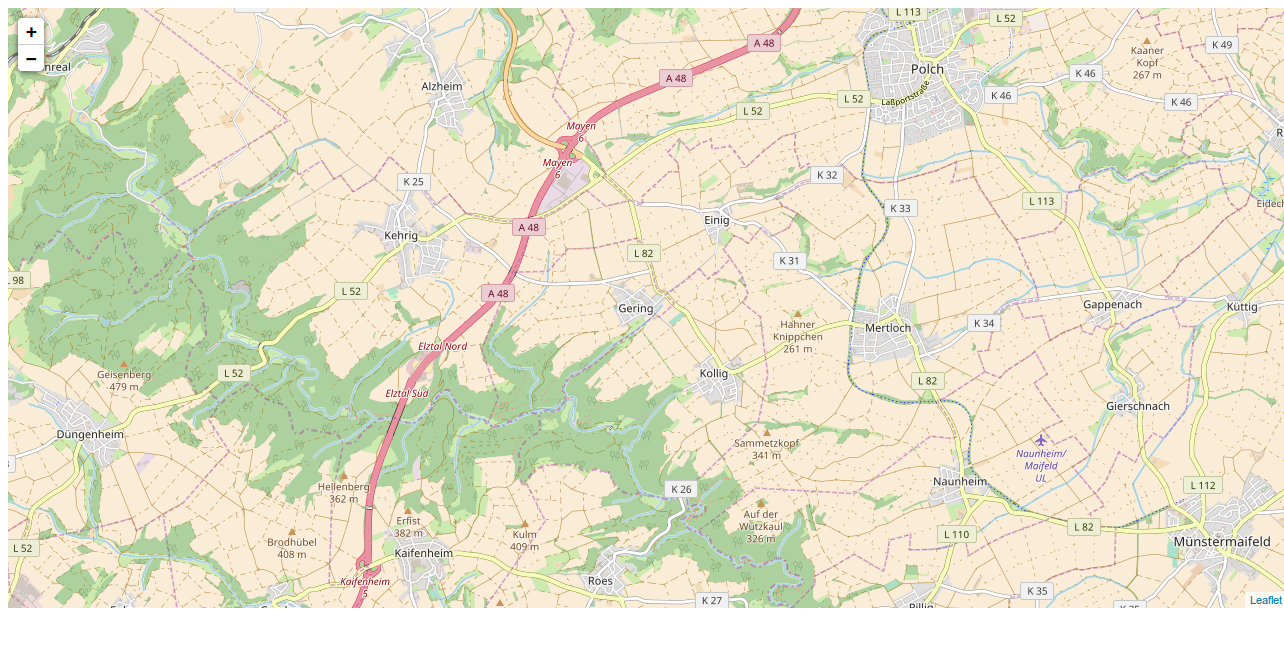 +
−
L 113
L 52
A 48
K 49
Kaaner
Kopf
267 m
nreal
Polch
K 46
A 48
Alzheim
K 46
K 46
Laßportstraße
L 52
L 52
Mayen
6
Mayen
6
K 25
K 32
L 113
Eidech
K 33
Einig
A 48
Kehrig
L 82
K 31
L 98
L 52
A 48
Gering
Gappenach
Küttig
Mertloch
K 34
Hahner
Knippchen
261 m
Elztal Nord
Geisenberg
479 m
L 52
Kollig
L 82
Elztal Süd
Gierschnach
Düngenheim
Sammetzkopf
341 m
Naunheim/
Maifeld
UL
Naunheim
L 112
Hellenberg
362 m
K 26
Auf der
Wützkaul
326 m
Erfist
382 m
L 82
Kulm
409 m
L 110
Brodhübel
408 m
Münstermaifeld
L 52
Kaifenheim
Kaifenheim
5
Roes
K 35
K 27
Pillig
Leaflet